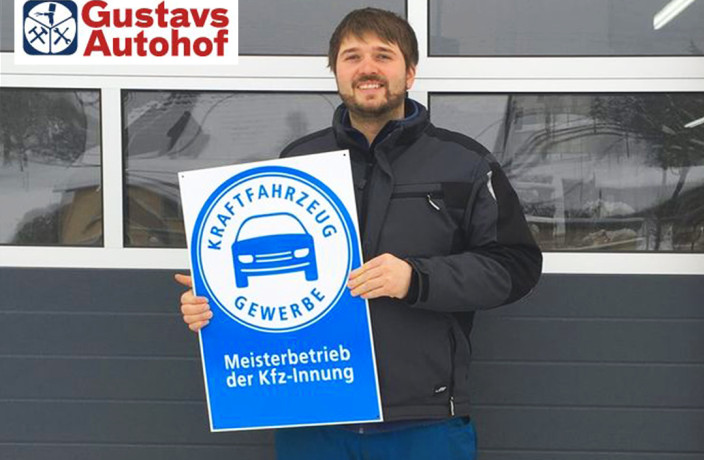 Gustavs
Autohof
KRAFTFAHRZEUG
GEWERBE
Meisterbetrieb
der Kfz-Innung